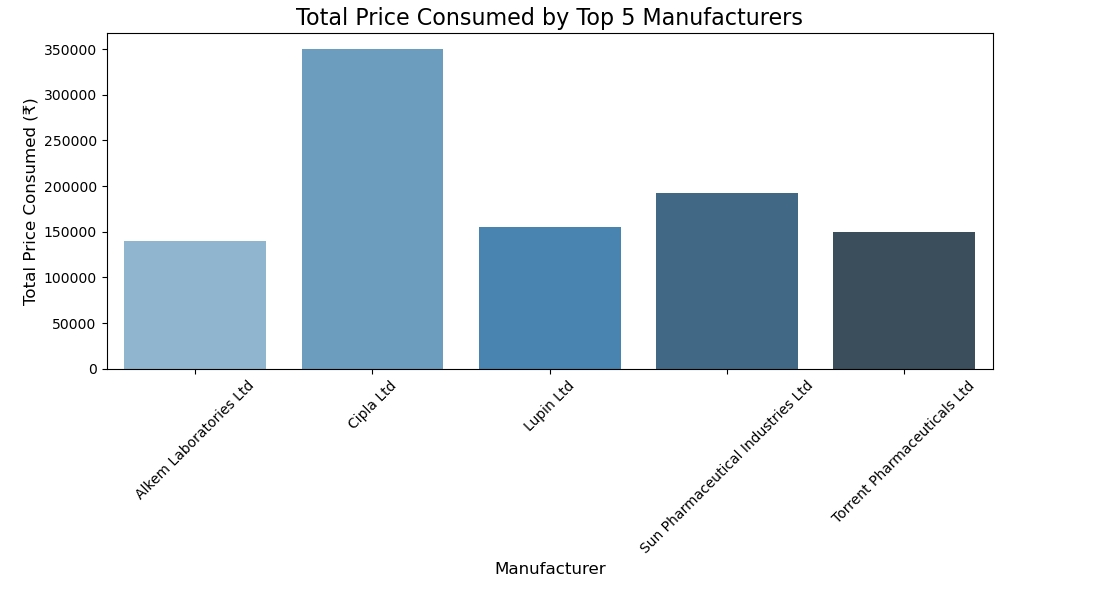 Total Price Consumed by Top 5 Manufacturers
Total Price Consumed (₹)
350000
300000
250000
200000
150000
100000
50000
0
Alkem Laboratories Ltd
Cipla Ltd
Lupin Ltd
Sun Pharmaceutical Industries Ltd
Torrent Pharmaceuticals Ltd
Manufacturer